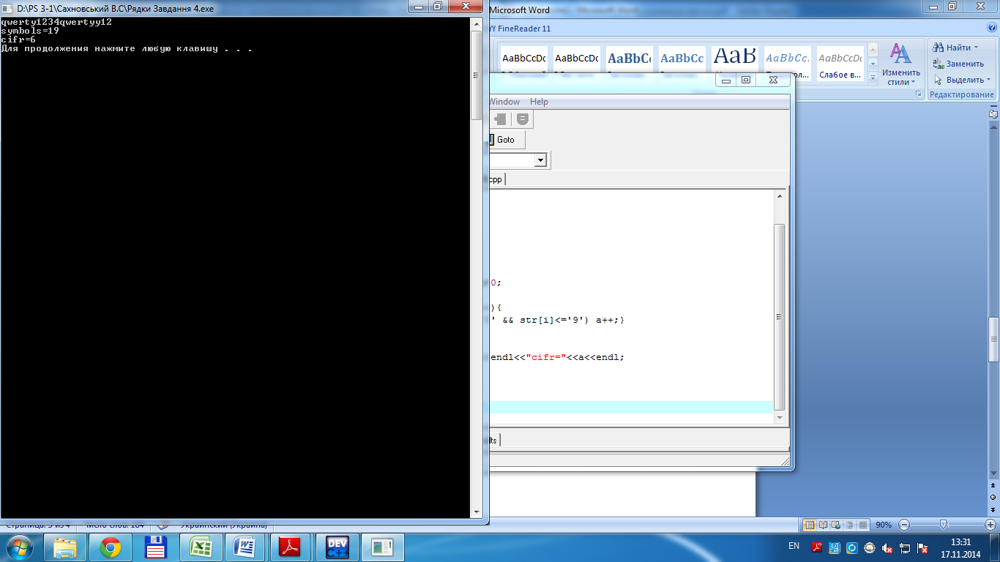 D:\PS 3-1\Сахновський В.С\Рядки Завдання 4.exe
qwerty1234qwertyy12
symbols=19
cifr=6
Для продолжения нажмите любую клавишу . . .
Microsoft Word
YY FineReader 11
AaBbCcDc AaBbCcDc AaBbC AaBbCc AaB AaBbCc. AaBbCcDc
Слабое в...
Изменить стили
Найти
Заменить
Выделить
Редактирование
Window Help
Goto
cpp
0;
){
' && str[i]<='9') a++;}
endl<<"cifr="<<a<<endl;
lts
Страница: 3 из 4 Число слов: 184 Украинский (Украина)
90%
DEV C++
EN
13:31
17.11.2014